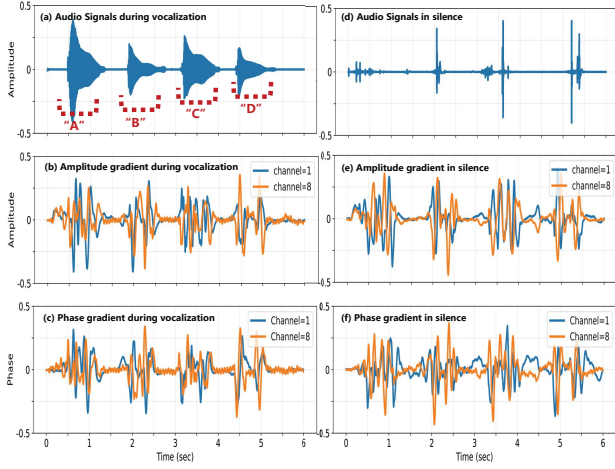 (a) Audio Signals during vocalization
Amplitude
0.5
0.0
-0.5
"A"
"B"
"C"
"D"
(d) Audio Signals in silence
(b) Amplitude gradient during vocalization
channel=1
channel=8
Amplitude
0.5
0.0
-0.5
(e) Amplitude gradient in silence
channel=1
channel=8
(c) Phase gradient during vocalization
Channel=1
Channel=8
Phase
0.5
0.0
-0.5
0 1 2 3 4 5 6
Time (sec)
(f) Phase gradient in silence
Channel=1
Channel=8
0 1 2 3 4 5 6
Time (sec)